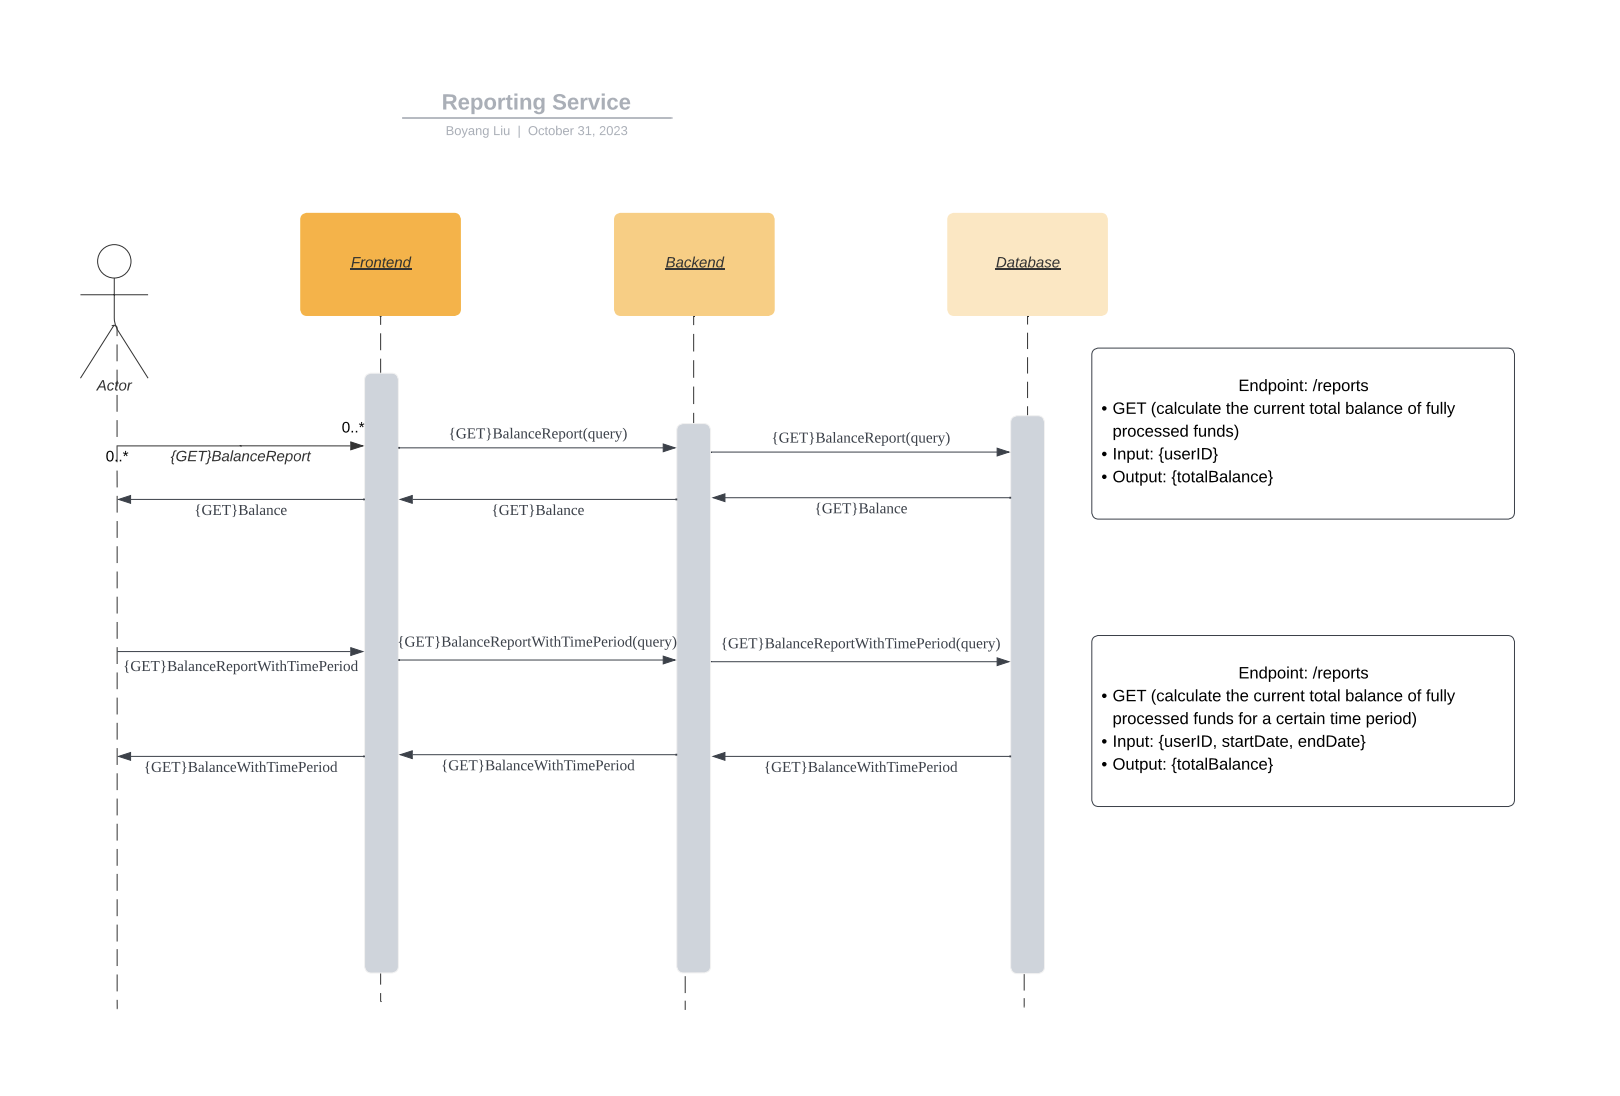 Reporting Service
Boyang Liu | October 31, 2023
Frontend
Backend
Database
Actor
0..*
0..*
{GET}BalanceReport
{GET}BalanceReport(query)
{GET}BalanceReport(query)
{GET}Balance
{GET}Balance
{GET}Balance
Endpoint: /reports
• GET (calculate the current total balance of fully
processed funds)
• Input: {userID}
• Output: {totalBalance}
{GET}BalanceReportWithTimePeriod
{GET}BalanceReportWithTimePeriod(query)
{GET}BalanceReportWithTimePeriod(query)
{GET}BalanceWithTimePeriod
{GET}BalanceWithTimePeriod
{GET}BalanceWithTimePeriod
Endpoint: /reports
• GET (calculate the current total balance of fully
processed funds for a certain time period)
• Input: {userID, startDate, endDate}
• Output: {totalBalance}